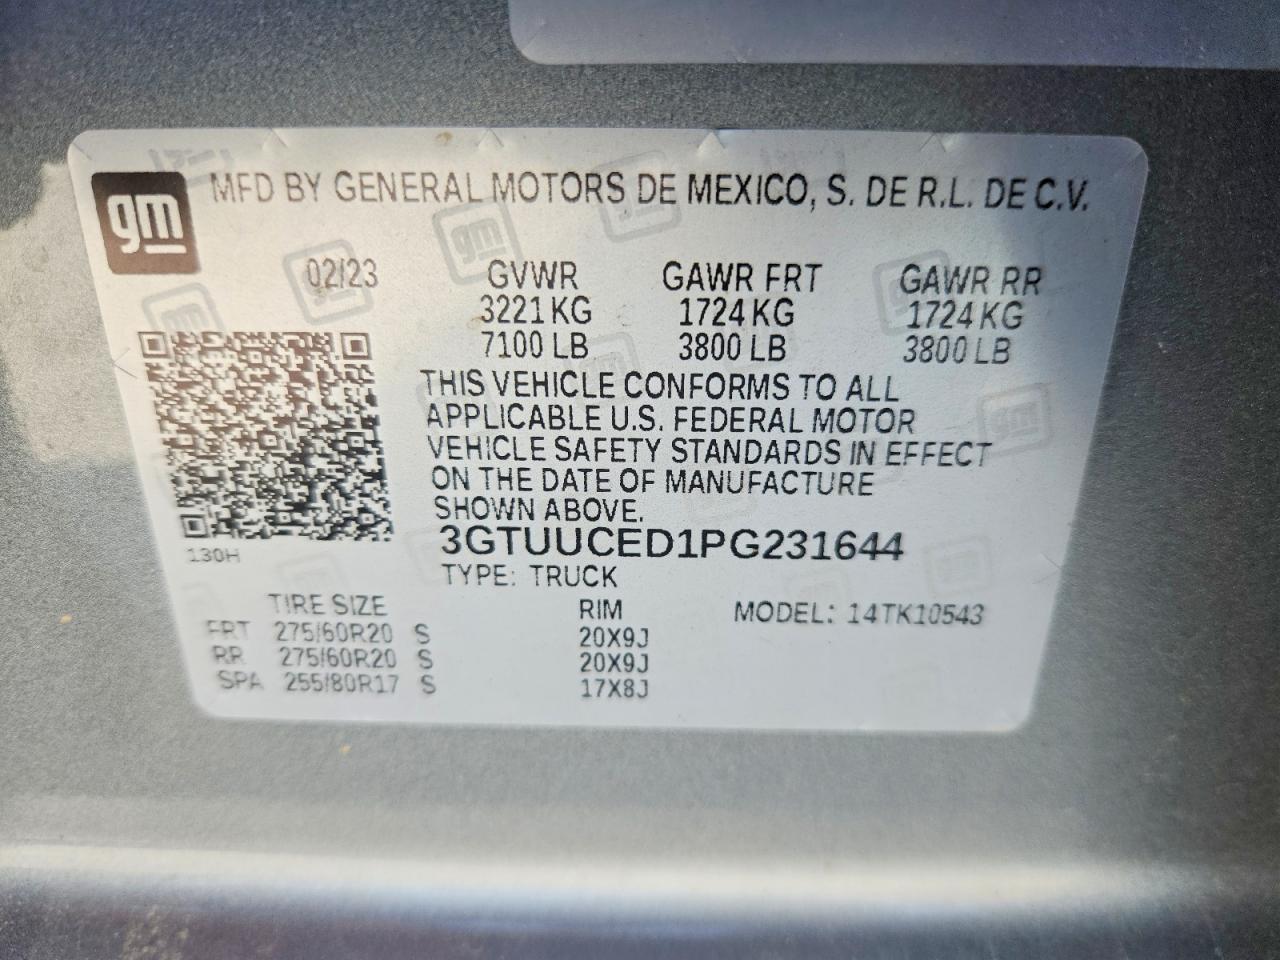 gm
MFD BY GENERAL MOTORS DE MEXICO, S. DE R.L. DE C.V.
02/23 GVWR GAWR FRT GAWR RR
3221 KG 1724 KG 1724 KG
7100 LB 3800 LB 3800 LB
THIS VEHICLE CONFORMS TO ALL
APPLICABLE U.S. FEDERAL MOTOR
VEHICLE SAFETY STANDARDS IN EFFECT
ON THE DATE OF MANUFACTURE
SHOWN ABOVE.
3GTUUCED1PG231644
130H
TYPE: TRUCK
TIRE SIZE RIM MODEL: 14TK10543
FRT 275/60R20 S 20X9J
RR 275/60R20 S 20X9J
SPA 255/80R17 S 17X8J